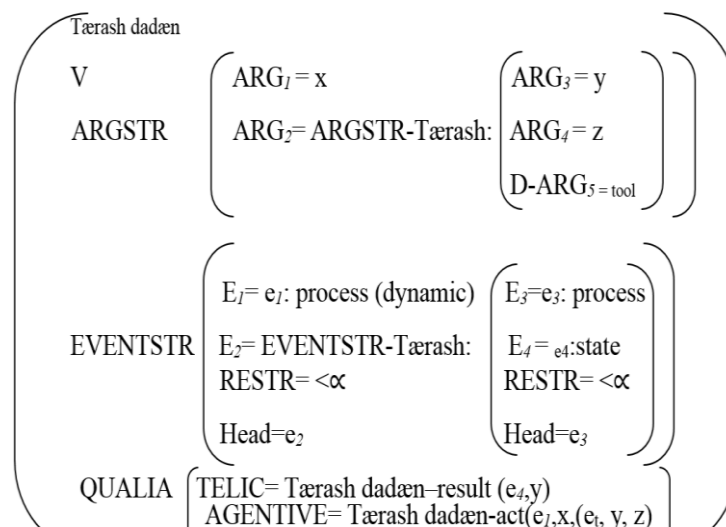 Tærash dadæn
V ARG1 = x ARG3 = y
ARGSTR ARG2= ARGSTR-Tærash: ARG4 = z
D-ARG5 = tool
E1= e1: process (dynamic) E3=e3: process
EVENTSTR E2= EVENTSTR-Tærash: E4 = e4:state
RESTR= <∝ RESTR= <∝
Head=e2 Head=e3
QUALIA TELIC= Tærash dadæn–result (e4,y)
AGENTIVE= Tærash dadæn-act(e1,x,(et, y, z)